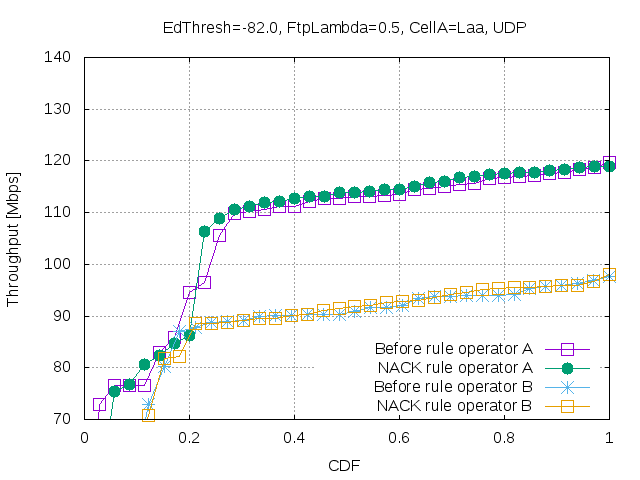 EdThresh=-82.0, FtpLambda=0.5, CellA=Laa, UDP
140
120
130
110
100
90
80
70
Throughput [Mbps]
Before rule operator A
NACK rule operator A
Before rule operator B
NACK rule operator B
0
0.2
0.4
0.6
0.8
1
CDF